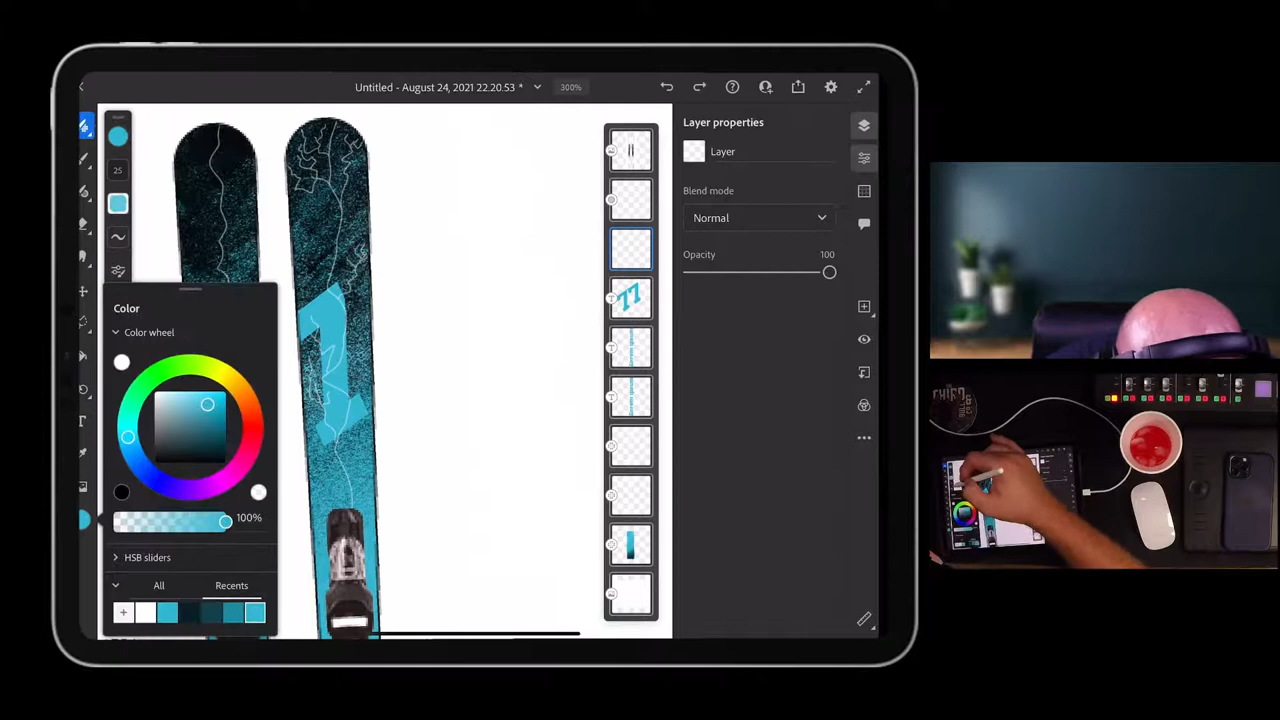 Untitled - August 24, 2021 22.20.53 *
300%
25
Layer properties
Layer
Blend mode
Normal
Opacity
100
Color
Color wheel
100%
HSB sliders
All
Recents
77
T
T
T
T